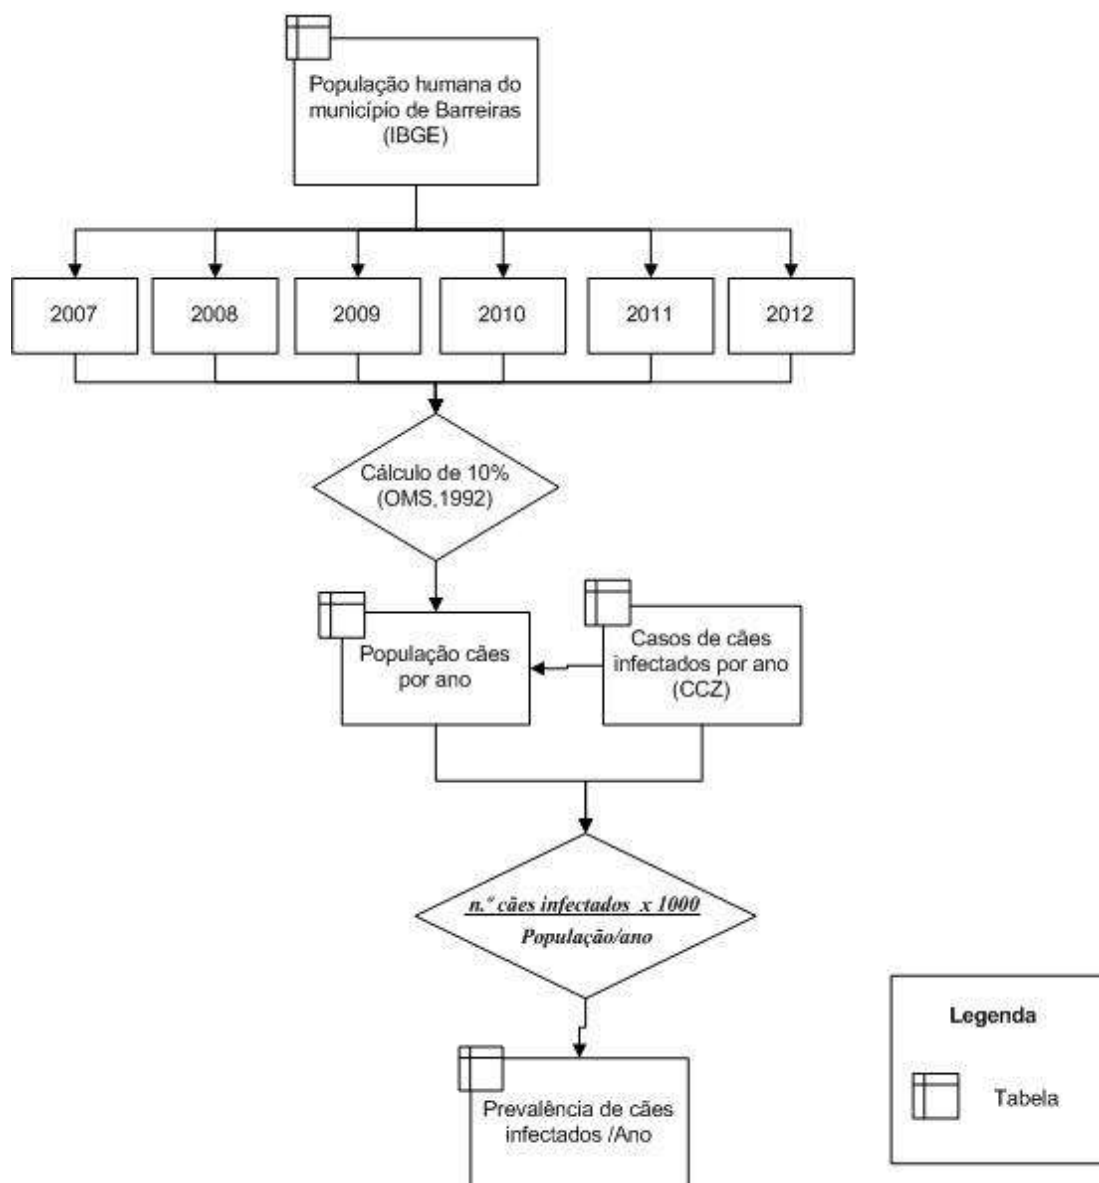 População humana do
município de Barreiras
(IBGE)
2007
2008
2009
2010
2011
2012
Cálculo de 10%
(OMS,1992)
População cães
por ano
Casos de cães
infectados por ano
(CCZ)
n.º cães infectados x 1000
População/ano
Prevalência de cães
infectados /Ano
Legenda
Tabela